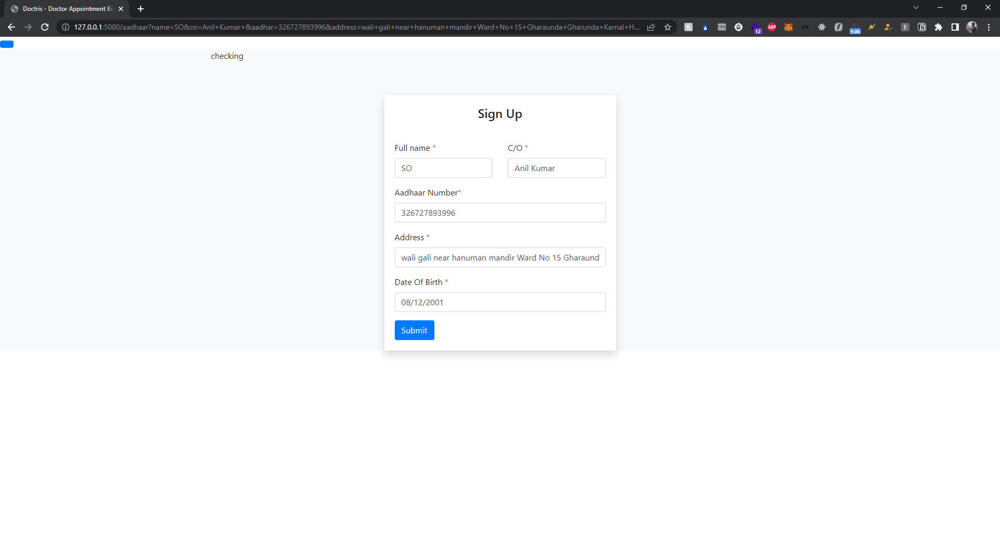 Doctris - Doctor Appointment Bo
127.0.0.1:5000/aadhaar?name=SO&co=Anil+Kumar+&aadhar=326727893996&address=wali+gali+near+hanuman+mandir+Ward+No+15+Gharaunda+Gharunda+Karnal+H...
CRX
12
ABP
9.06
E
checking
Sign Up
Full name * C/O *
SO Anil Kumar
Aadhaar Number*
326727893996
Address *
wali gali near hanuman mandir Ward No 15 Gharaund
Date Of Birth *
08/12/2001
Submit